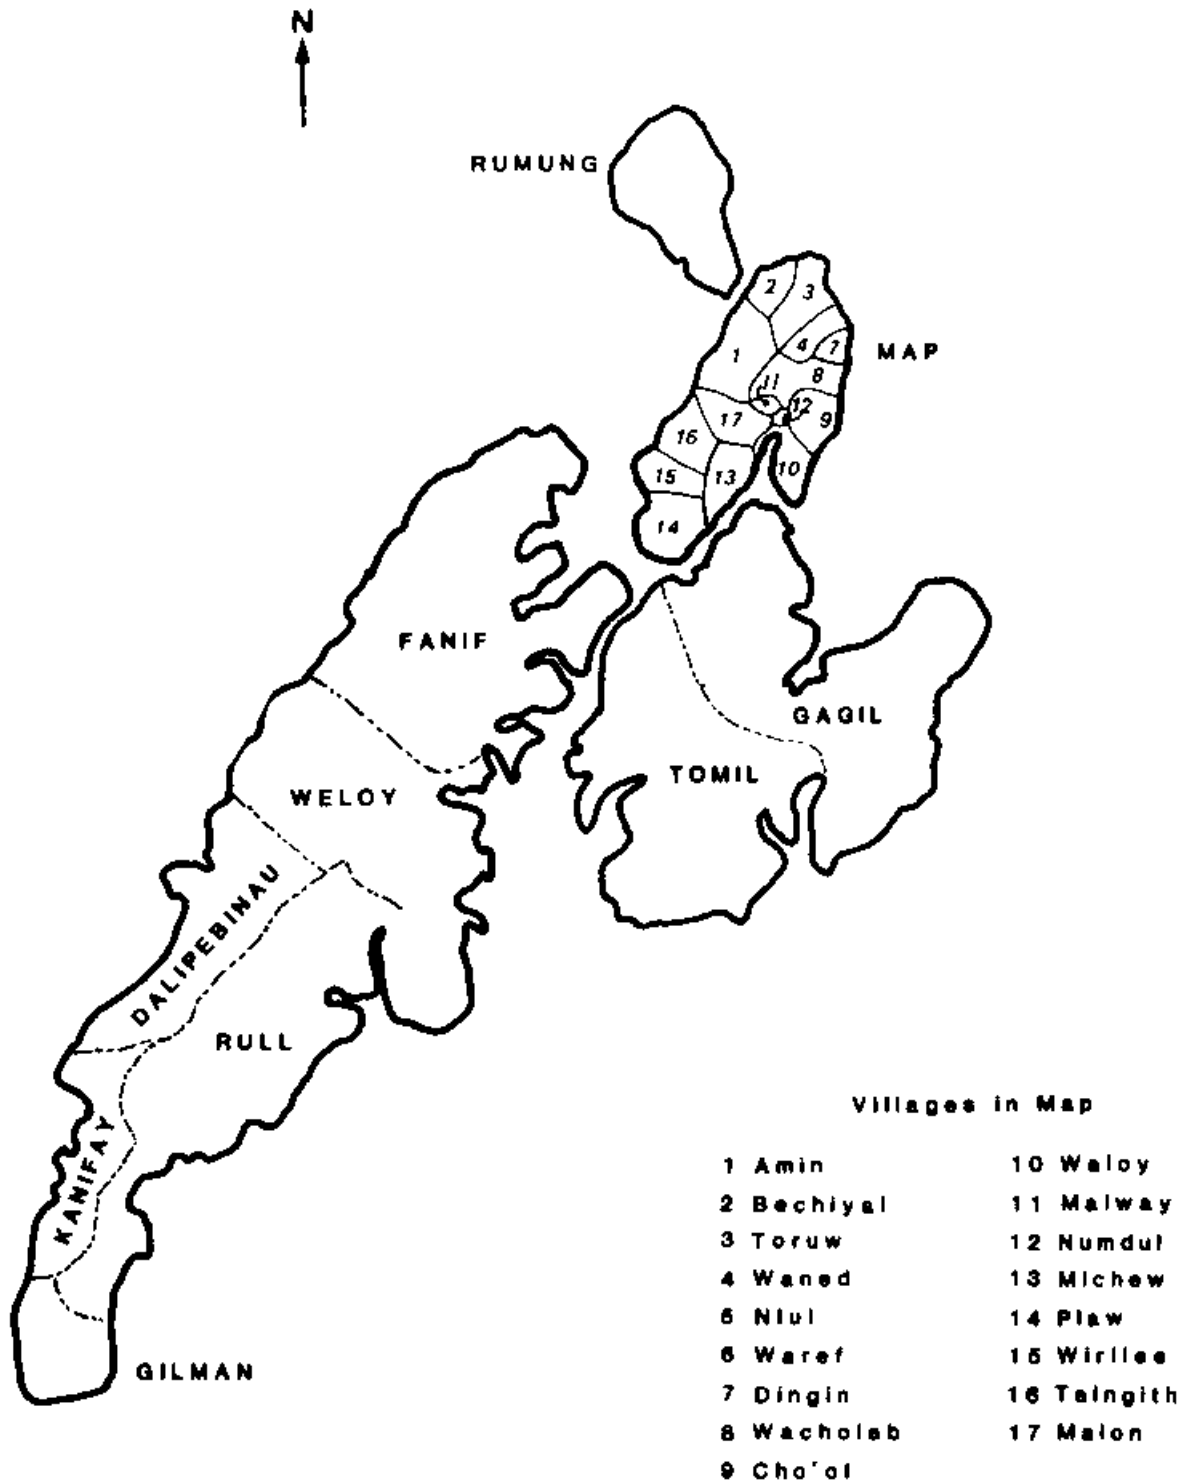 N
RUMUNG
2
3
MAP
1
4
7
8
11
12
9
17
16
10
15
13
14
FANIF
GAGIL
TOMIL
WELOY
DALIPEBINAU
RULL
KANIFAY
GILMAN
Villages in Map
1 Amin
2 Bechiyal
3 Toruw
4 Waned
5 Niul
6 Waref
7 Dingin
8 Wacholab
9 Cho'ol
10 Waloy
11 Malway
12 Numdul
13 Michew
14 Plaw
15 Wirilee
16 Talngith
17 Malon